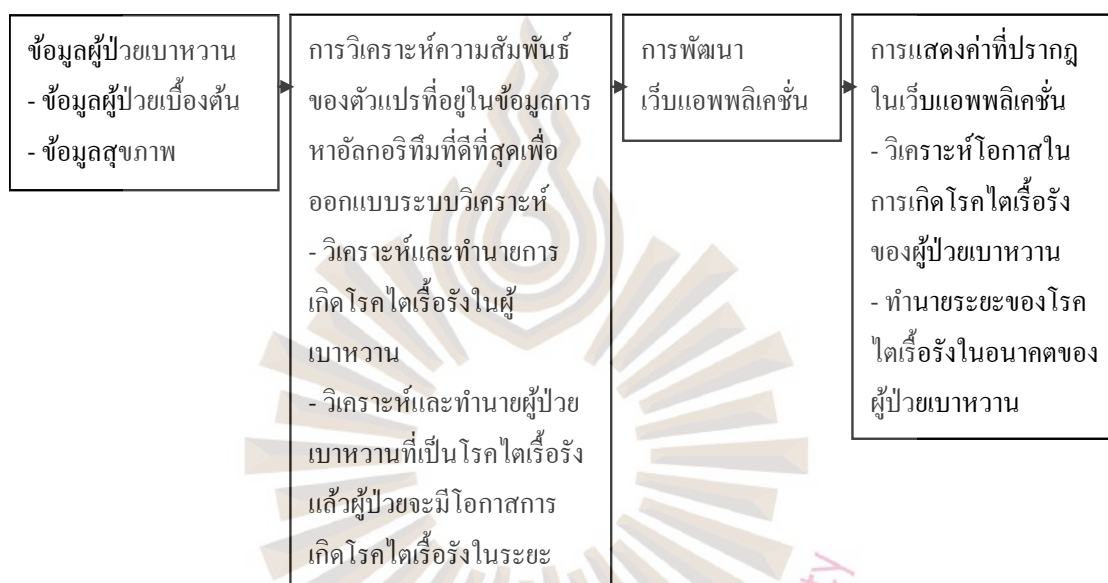 ข้อมูลผู้ป่วยเบาหวาน
- ข้อมูลผู้ป่วยเบื้องต้น
- ข้อมูลสุขภาพ
การวิเคราะห์ความสัมพันธ์
ของตัวแปรที่อยู่ในข้อมูลการ
หาอัลกอริทึมที่ดีที่สุดเพื่อ
ออกแบบระบบวิเคราะห์
- วิเคราะห์และทำนายการ
เกิดโรคไตเรื้อรังในผู้
เบาหวาน
- วิเคราะห์และทำนายผู้ป่วย
เบาหวานที่เป็นโรคไตเรื้อรัง
แล้วผู้ป่วยจะมีโอกาสการ
เกิดโรคไตเรื้อรังในระยะ
การพัฒนา
เว็บแอพพลิเคชั่น
การแสดงค่าที่ปรากฏ
ในเว็บแอพพลิเคชั่น
- วิเคราะห์โอกาสใน
การเกิดโรคไตเรื้อรัง
ของผู้ป่วยเบาหวาน
- ทำนายระยะของโรค
ไตเรื้อรังในอนาคตของ
ผู้ป่วยเบาหวาน